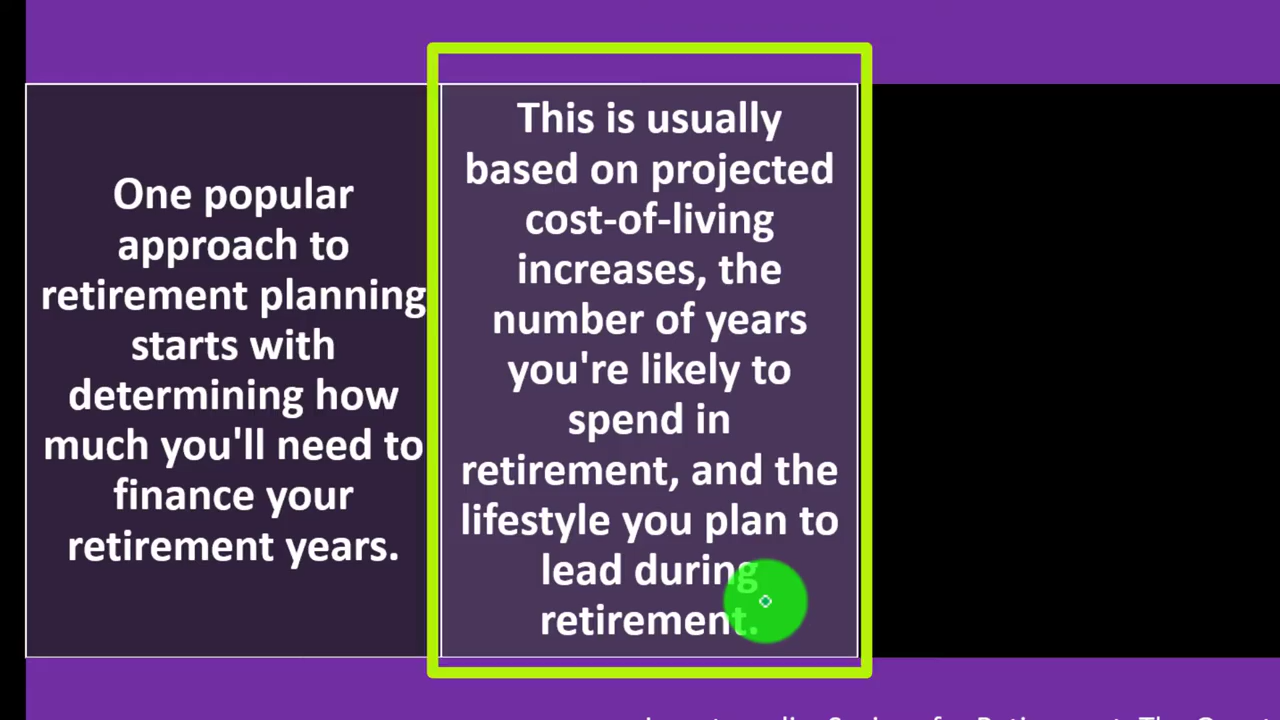 One popular
approach to
retirement planning
starts with
determining how
much you'll need to
finance your
retirement years.
This is usually
based on projected
cost-of-living
increases, the
number of years
you're likely to
spend in
retirement, and the
lifestyle you plan to
lead during
retirement.